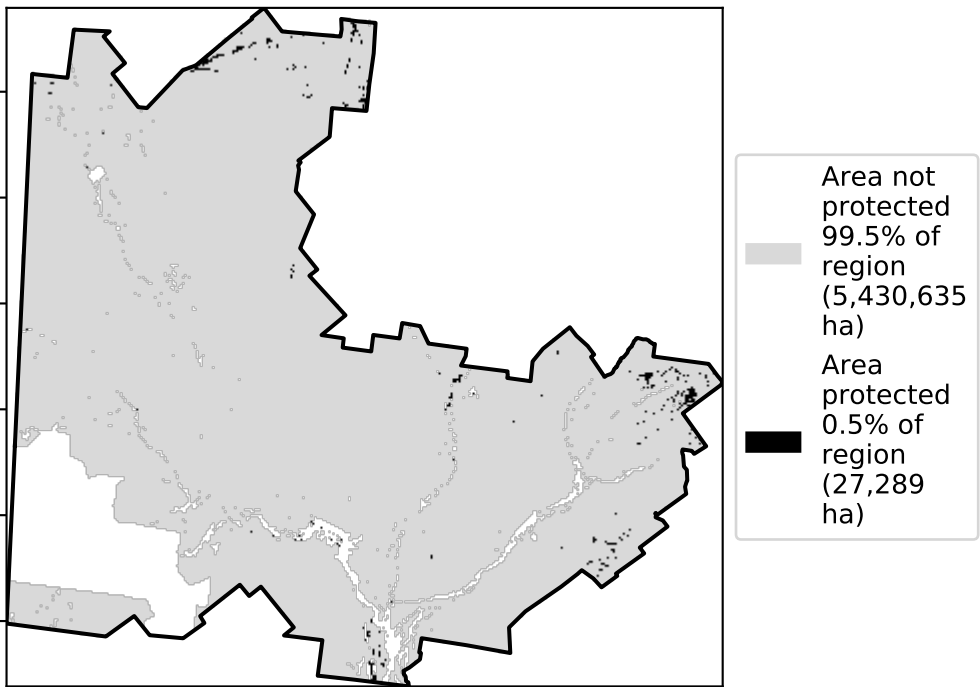 Area not
protected
99.5% of
region
(5,430,635
ha)
Area
protected
0.5% of
region
(27,289
ha)